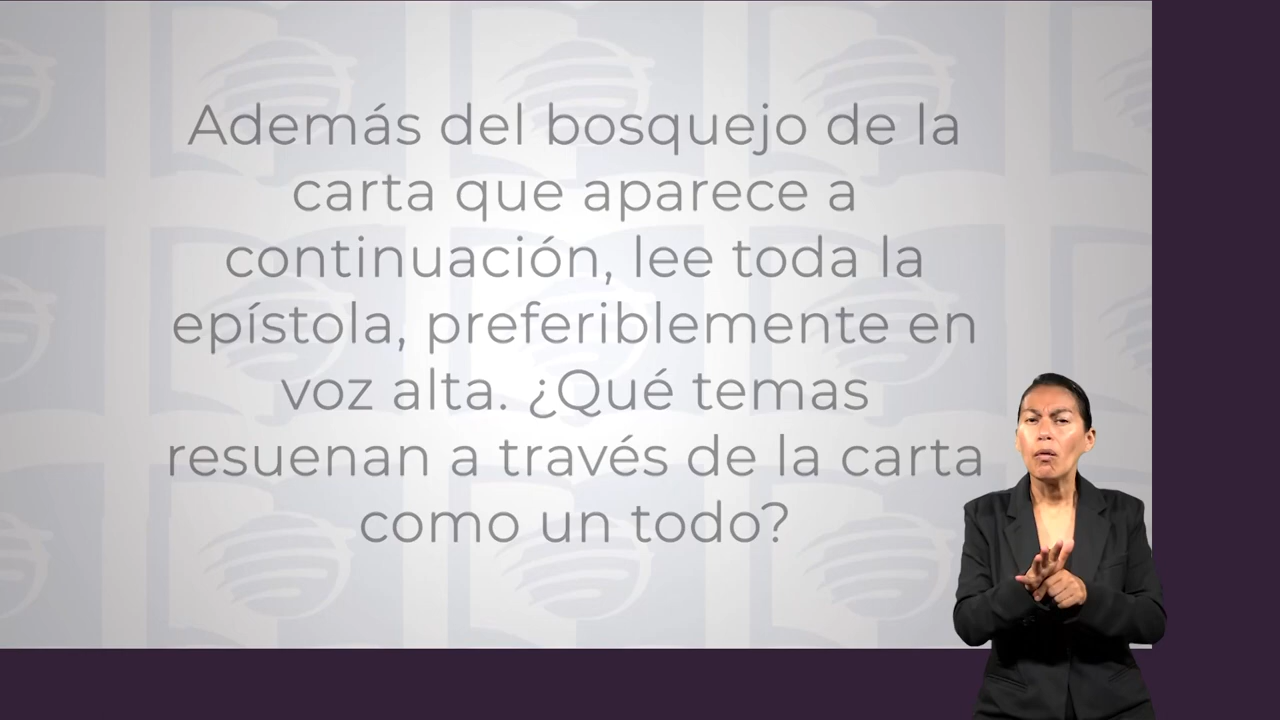 Además del bosquejo de la
carta que aparece a
continuación, lee toda la
epístola, preferiblemente en
voz alta. ¿Qué temas
resuenan a través de la carta
como un todo?